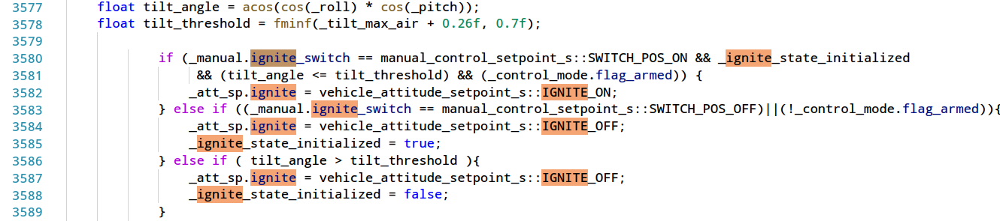 3577 float tilt_angle = acos(cos(_roll) * cos(_pitch));
3578 float tilt_threshold = fminf(_tilt_max_air + 0.26f, 0.7f);
3579
3580 if (_manual.ignite_switch == manual_control_setpoint_s::SWITCH_POS_ON && _ignite_state_initialized
3581 && (tilt_angle <= tilt_threshold) && (_control_mode.flag_armed)) {
3582 _att_sp.ignite = vehicle_attitude_setpoint_s::IGNITE_ON;
3583 } else if ((_manual.ignite_switch == manual_control_setpoint_s::SWITCH_POS_OFF)||(!_control_mode.flag_armed)){
3584 _att_sp.ignite = vehicle_attitude_setpoint_s::IGNITE_OFF;
3585 _ignite_state_initialized = true;
3586 } else if ( tilt_angle > tilt_threshold ){
3587 _att_sp.ignite = vehicle_attitude_setpoint_s::IGNITE_OFF;
3588 _ignite_state_initialized = false;
3589 }